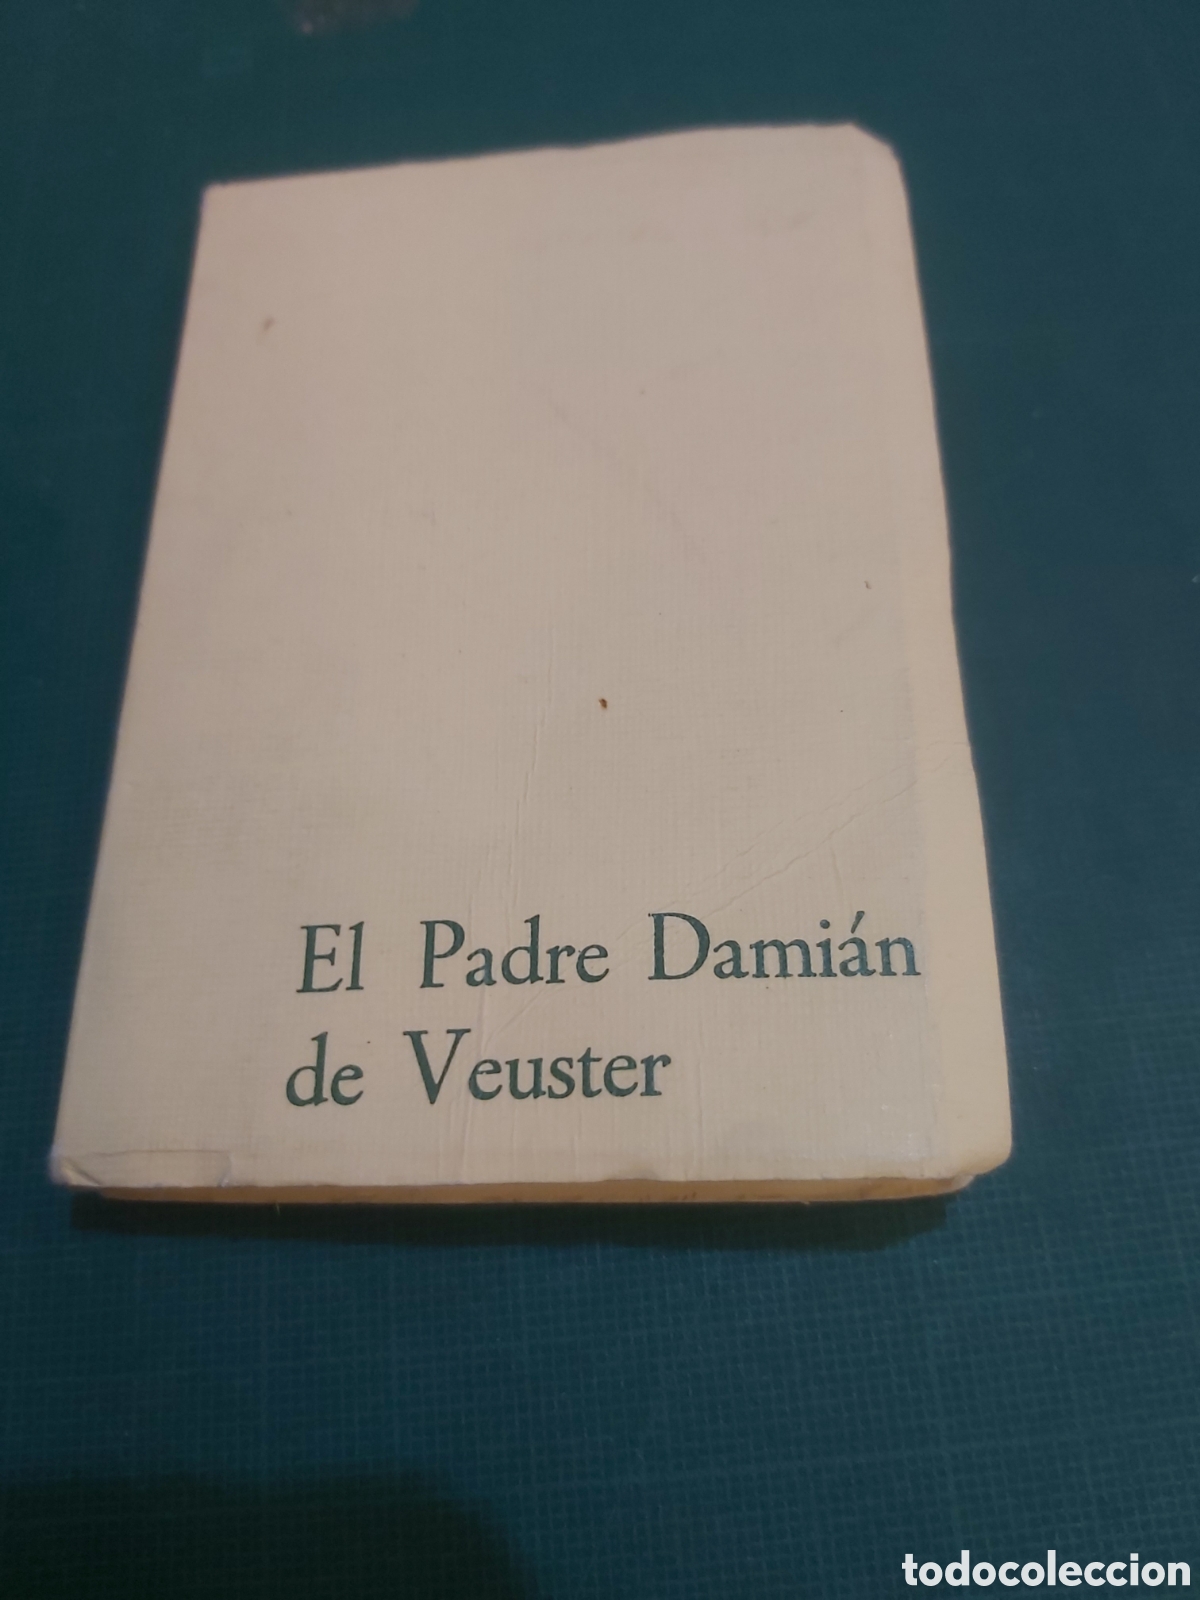 El Padre Damián
de Veuster
todocoleccion